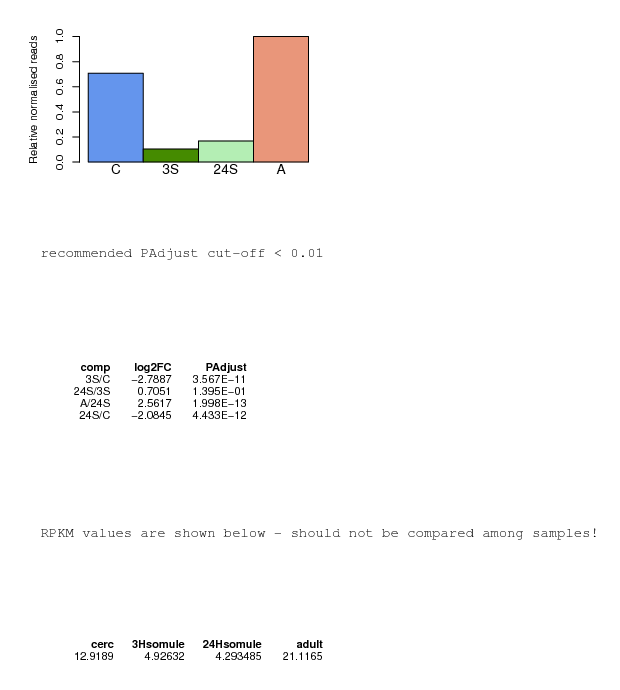 Relative normalised reads
1.0
0.8
0.6
0.4
0.2
0.0
C 3S 24S A
recommended PAdjust cut-off < 0.01
comp log2FC PAdjust
3S/C −2.7887 3.567E−11
24S/3S 0.7051 1.395E−01
A/24S 2.5617 1.998E−13
24S/C −2.0845 4.433E−12
RPKM values are shown below - should not be compared among samples!
cerc 3Hsomule 24Hsomule adult
12.9189 4.92632 4.293485 21.1165